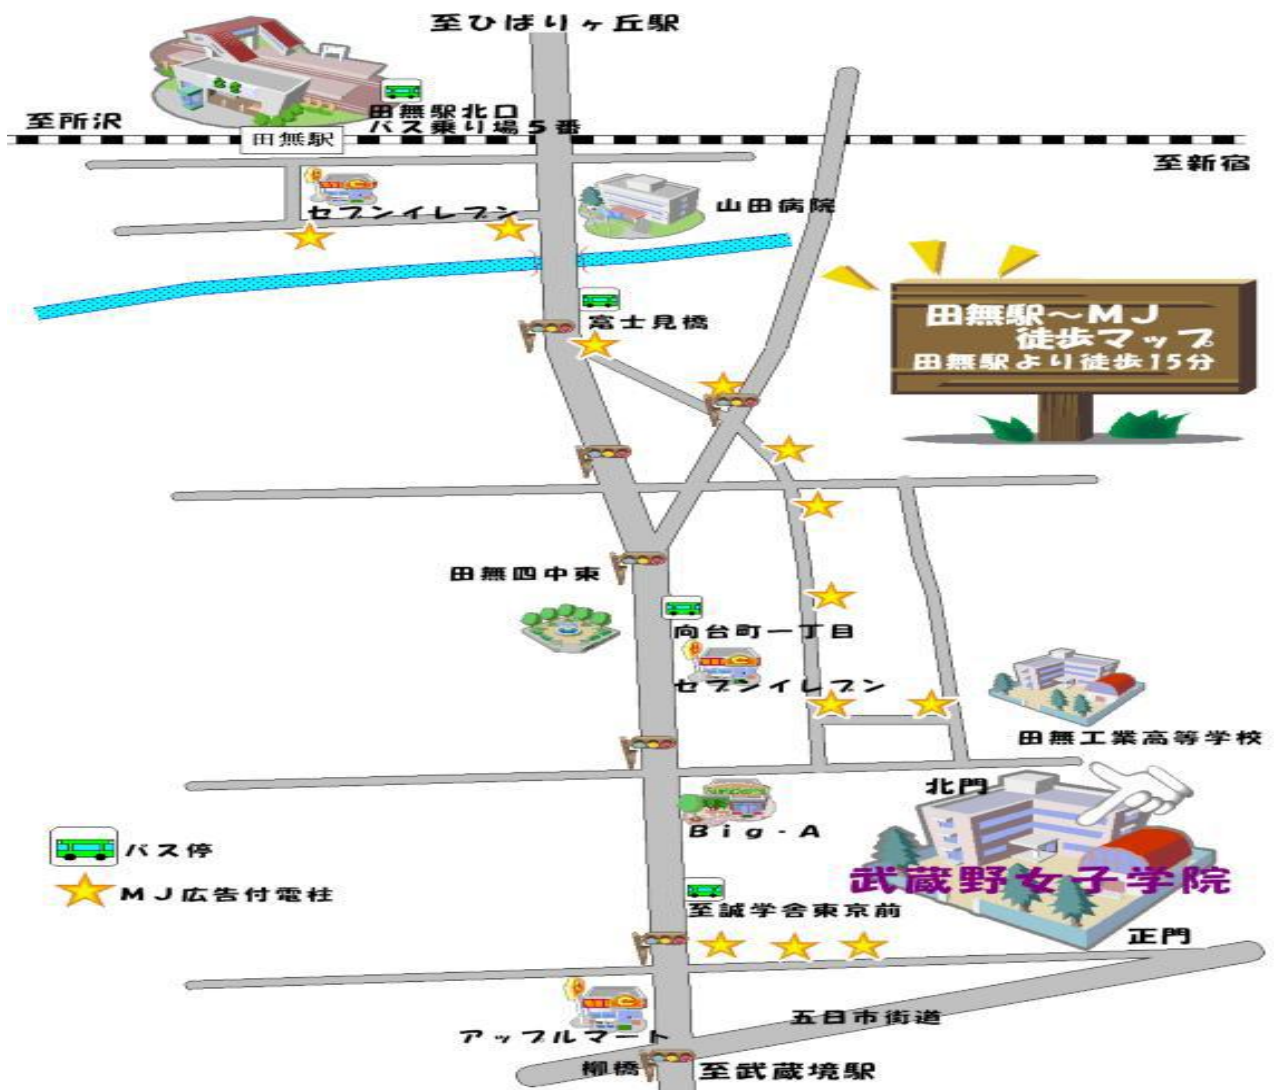 至ひばりヶ丘駅
田無駅北口
バス乗り場5番
至所沢
田無駅
至新宿
セブンイレブン
山田病院
田無駅～MJ
徒歩マップ
田無駅より徒歩15分
富士見橋
田無四中東
向台町一丁目
セブンイレブン
田無工業高等学校
北門
Big-A
バス停
武蔵野女子学院
MJ広告付電柱
至誠学舎東京前
正門
五日市街道
アップルマート
柳橋
至武蔵境駅